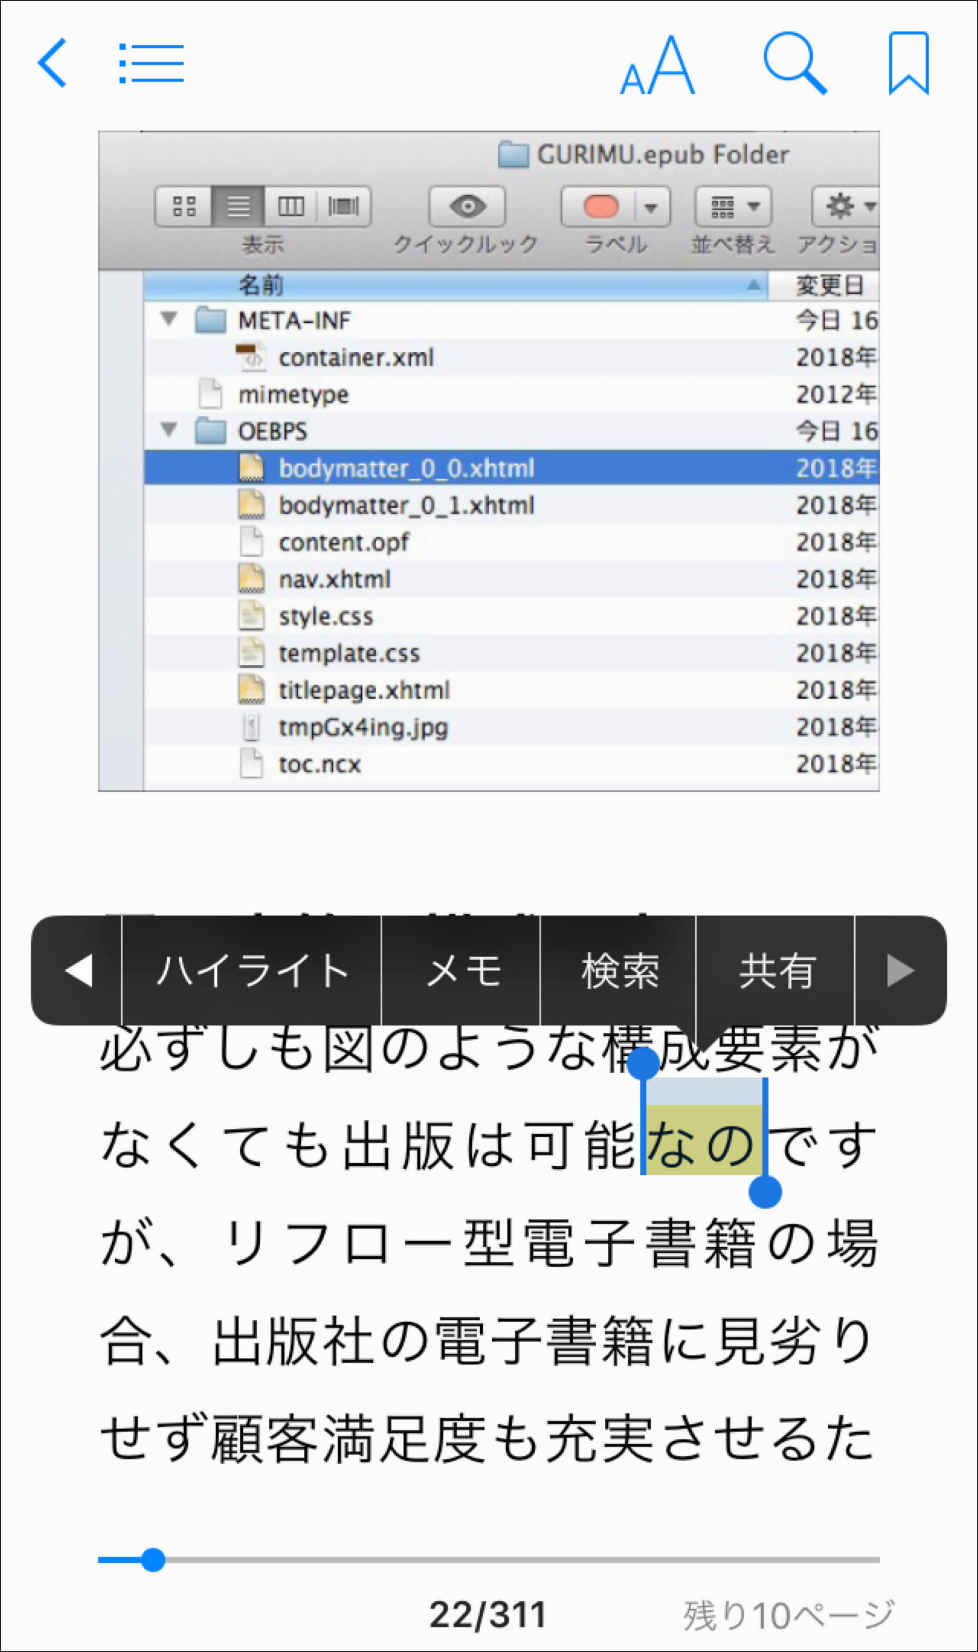 AA
GURIMU.epub Folder
表示 クイックルック ラベル 並べ替え アクショ
名前 変更日
META-INF 今日 16
container.xml 2018年
mimetype 2012年
OEBPS 今日 16
bodymatter_0_0.xhtml 2018年
bodymatter_0_1.xhtml 2018年
content.opf 2018年
nav.xhtml 2018年
style.css 2018年
template.css 2018年
titlepage.xhtml 2018年
tmpGx4ing.jpg 2018年
toc.ncx 2018年
ハイライト メモ 検索 共有
必ずしも図のような構成要素が
なくても出版は可能なのです
が、リフロー型電子書籍の場
合、出版社の電子書籍に見劣り
せず顧客満足度も充実させるた
22/311 残り10ページ